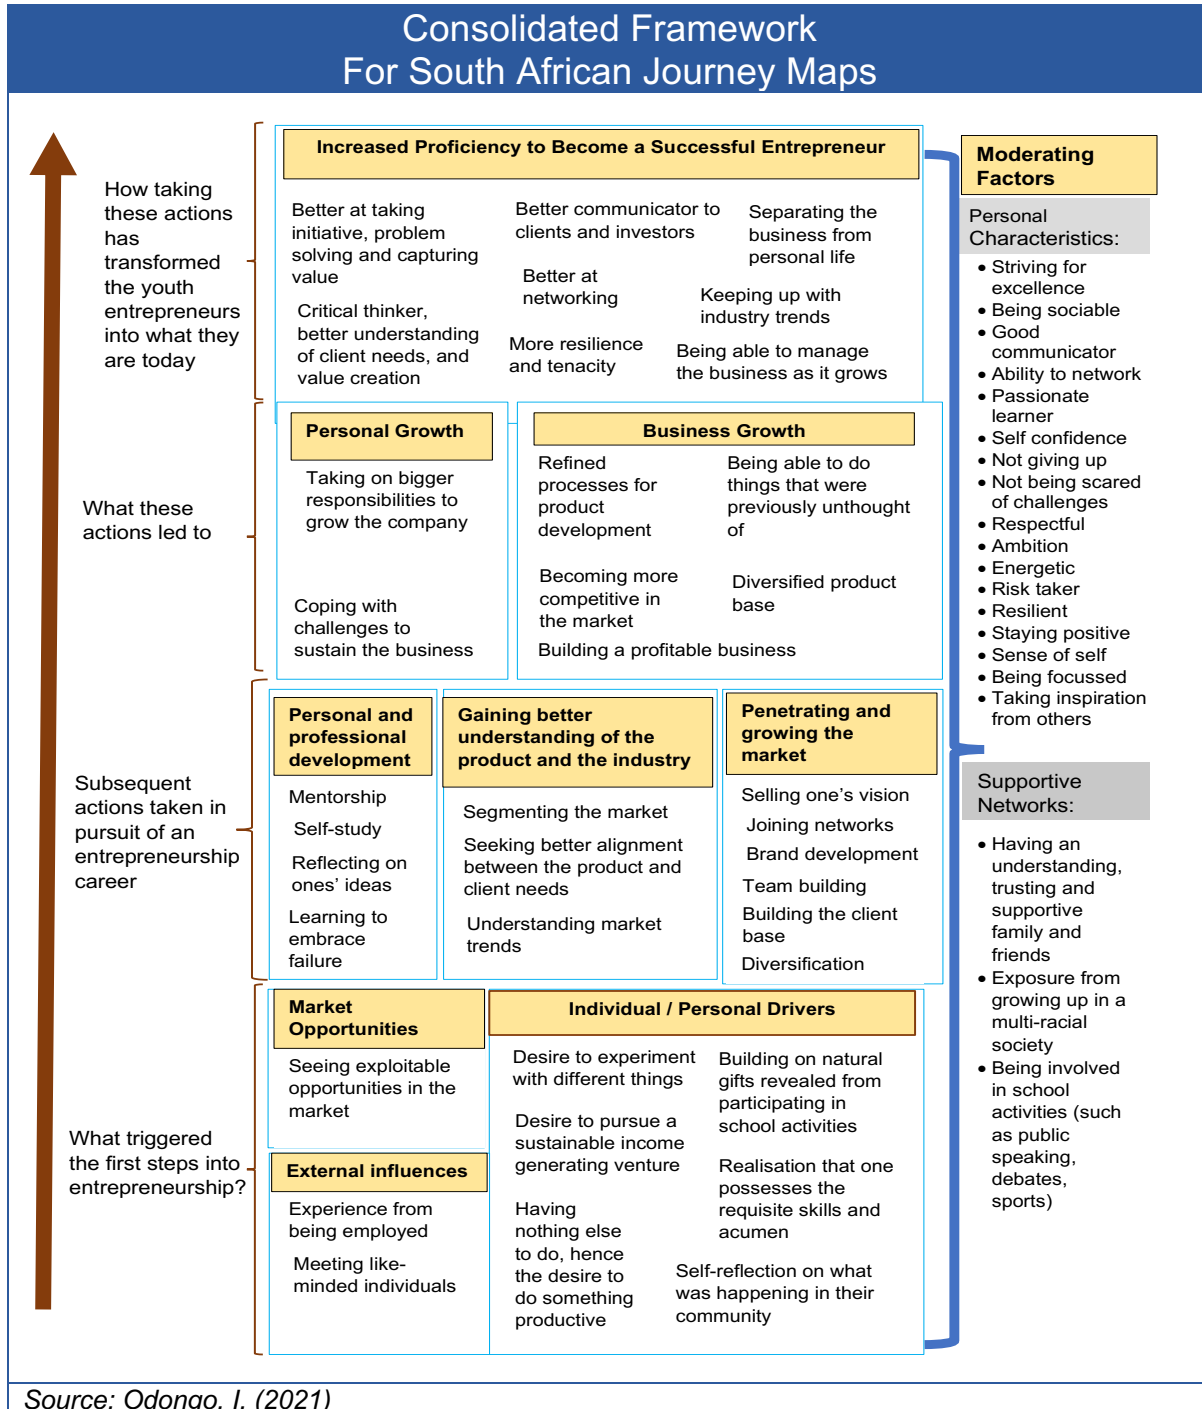 Consolidated Framework
For South African Journey Maps
How taking
these actions
has
transformed
the youth
entrepreneurs
into what they
are today
Increased Proficiency to Become a Successful Entrepreneur
Better at taking
initiative, problem
solving and capturing
value
Critical thinker,
better understanding
of client needs, and
value creation
Better communicator to
clients and investors
Better at
networking
More resilience
and tenacity
Separating the
business from
personal life
Keeping up with
industry trends
Being able to manage
the business as it grows
What these
actions led to
Personal Growth
Taking on bigger
responsibilities to
grow the company
Coping with
challenges to
sustain the business
Business Growth
Refined
processes for
product
development
Being able to do
things that were
previously unthought
of
Becoming more
competitive in
the market
Diversified product
base
Building a profitable business
Subsequent
actions taken in
pursuit of an
entrepreneurship
career
Personal and
professional
development
Mentorship
Self-study
Reflecting on
ones' ideas
Learning to
embrace
failure
Gaining better
understanding of the
product and the industry
Segmenting the market
Seeking better alignment
between the product and
client needs
Understanding market
trends
Penetrating and
growing the
market
Selling one's vision
Joining networks
Brand development
Team building
Building the client
base
Diversification
What triggered
the first steps into
entrepreneurship?
Market
Opportunities
Seeing exploitable
opportunities in the
market
External influences
Experience from
being employed
Meeting like-
minded individuals
Individual / Personal Drivers
Desire to experiment
with different things
Desire to pursue a
sustainable income
generating venture
Having
nothing else
to do, hence
the desire to
do something
productive
Building on natural
gifts revealed from
participating in
school activities
Realisation that one
possesses the
requisite skills and
acumen
Self-reflection on what
was happening in their
community
Moderating
Factors
Personal
Characteristics:
• Striving for
excellence
• Being sociable
• Good
communicator
• Ability to network
• Passionate
learner
• Self confidence
• Not giving up
• Not being scared
of challenges
• Respectful
• Ambition
• Energetic
• Risk taker
• Resilient
• Staying positive
• Sense of self
• Being focussed
• Taking inspiration
from others
Supportive
Networks:
• Having an
understanding,
trusting and
supportive
family and
friends
• Exposure from
growing up in a
multi-racial
society
• Being involved
in school
activities (such
as public
speaking,
debates,
sports)
Source: Odongo, I. (2021)